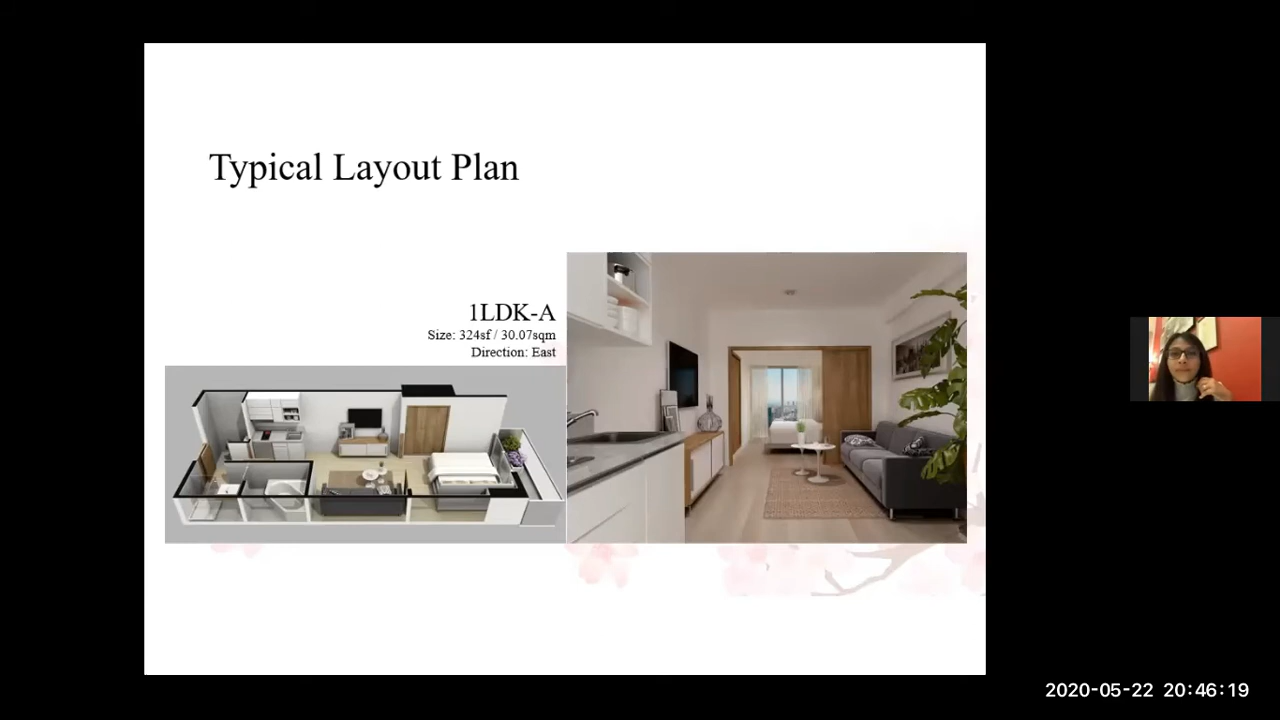 Typical Layout Plan
1LDK-A
Size: 324sf / 30.07sqm
Direction: East
2020-05-22 20:46:19